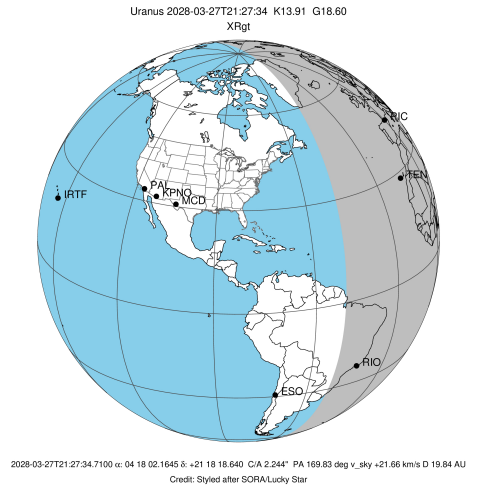 Uranus 2028-03-27T21:27:34 K13.91 G18.60
XRgt
PIC
TEN
IRTF
PAL
KPNO
MCD
RIO
ESO
2028-03-27T21:27:34.7100 α: 04 18 02.1645 δ: +21 18 18.640 C/A 2.244" PA 169.83 deg v_sky +21.66 km/s D 19.84 AU
Credit: Styled after SORA/Lucky Star